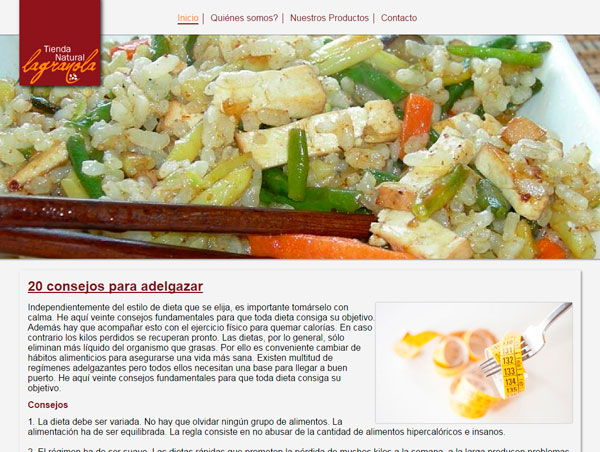 Tienda
Natural
lagranola
Inicio | Quiénes somos? | Nuestros Productos | Contacto
20 consejos para adelgazar
Independientemente del estilo de dieta que se elija, es importante tomárselo con
calma. He aquí veinte consejos fundamentales para que toda dieta consiga su objetivo.
Además hay que acompañar esto con el ejercicio físico para quemar calorías. En caso
contrario los kilos perdidos se recuperan pronto. Las dietas, por lo general, sólo
eliminan más líquido del organismo que grasas. Por ello es conveniente cambiar de
hábitos alimenticios para asegurarse una vida más sana. Existen multitud de
regímenes adelgazantes pero todos ellos necesitan una base para llegar a buen
puerto. He aquí veinte consejos fundamentales para que toda dieta consiga su
objetivo.
131
132
133
134
135
Consejos
1. La dieta debe ser variada. No hay que olvidar ningún grupo de alimentos. La
alimentación ha de ser equilibrada. La regla consiste en no abusar de la cantidad de alimentos hipercalóricos e insanos.
2. El régimen ha de ser suave. Las dietas rápidas que prometen la pérdida de muchos kilos a la semana, a la larga producen problemas